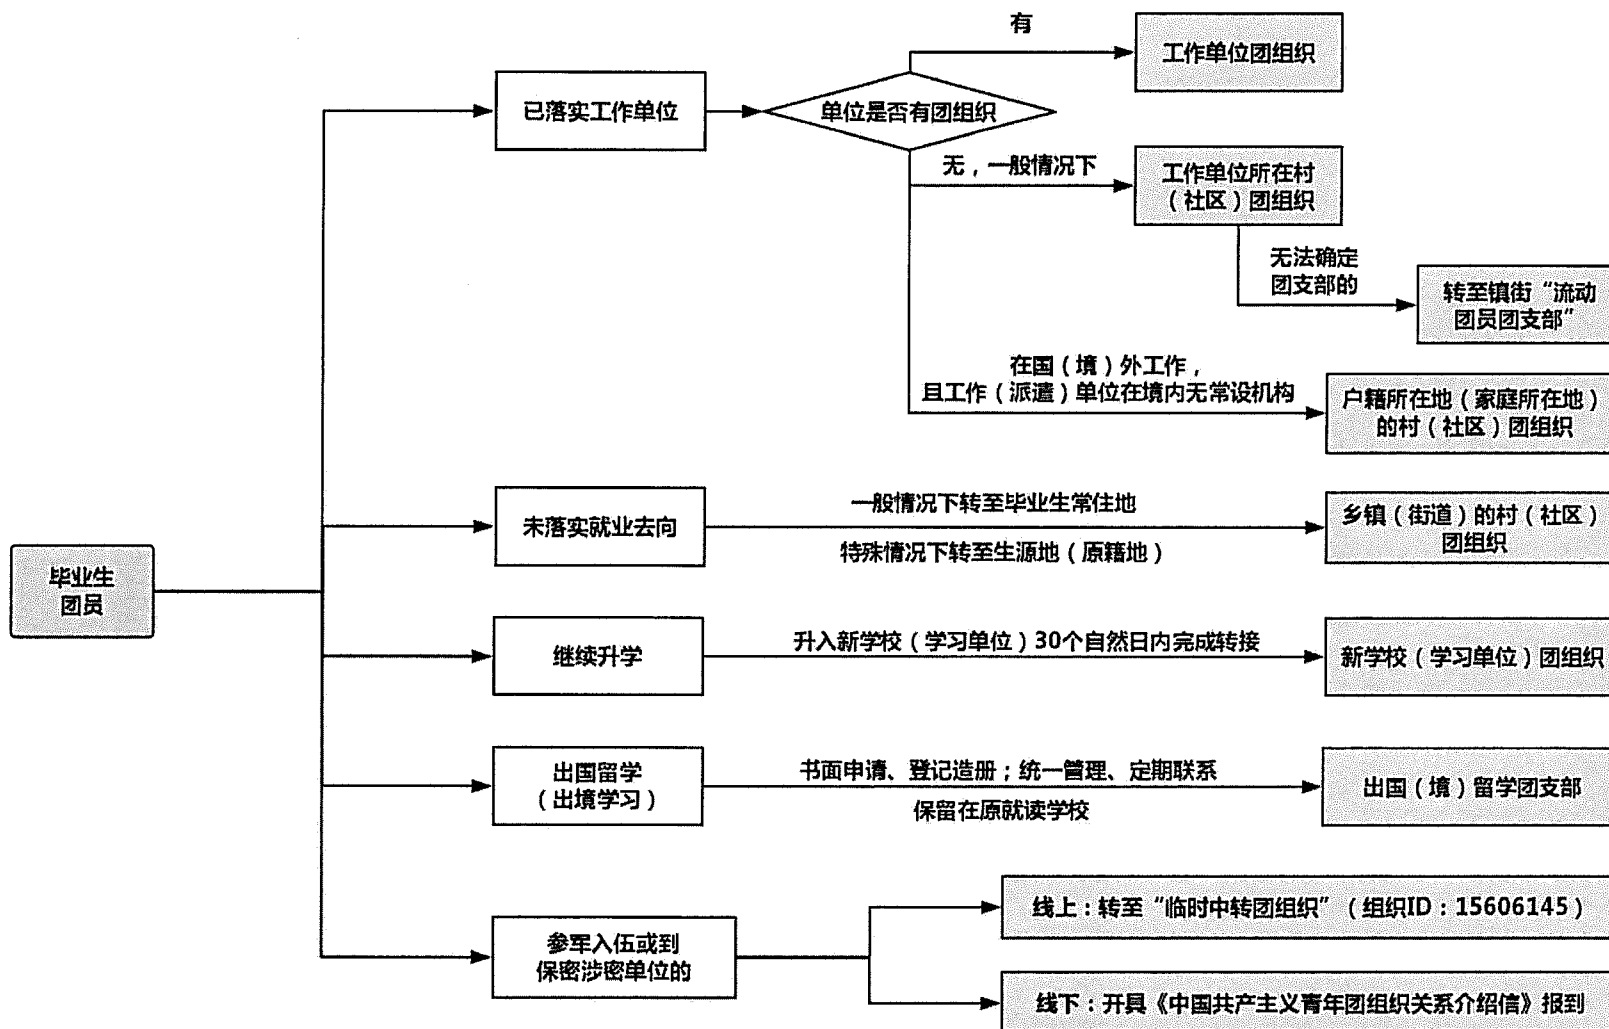 有
工作单位团组织
已落实工作单位
单位是否有团组织
无，一般情况下
工作单位所在村
（社区）团组织
无法确定
团支部的
转至镇街“流动
团员团支部”
在国（境）外工作，
且工作（派遣）单位在境内无常设机构
户籍所在地（家庭所在地）
的村（社区）团组织
未落实就业去向
一般情况下转至毕业生常住地
特殊情况下转至生源地（原籍地）
乡镇（街道）的村（社区）
团组织
毕业生
团员
继续升学
升入新学校（学习单位）30个自然日内完成转接
新学校（学习单位）团组织
出国留学
（出境学习）
书面申请、登记造册；统一管理、定期联系
保留在原就读学校
出国（境）留学团支部
参军入伍或到
保密涉密单位的
线上：转至“临时中转团组织”（组织ID：15606145）
线下：开具《中国共产主义青年团组织关系介绍信》报到